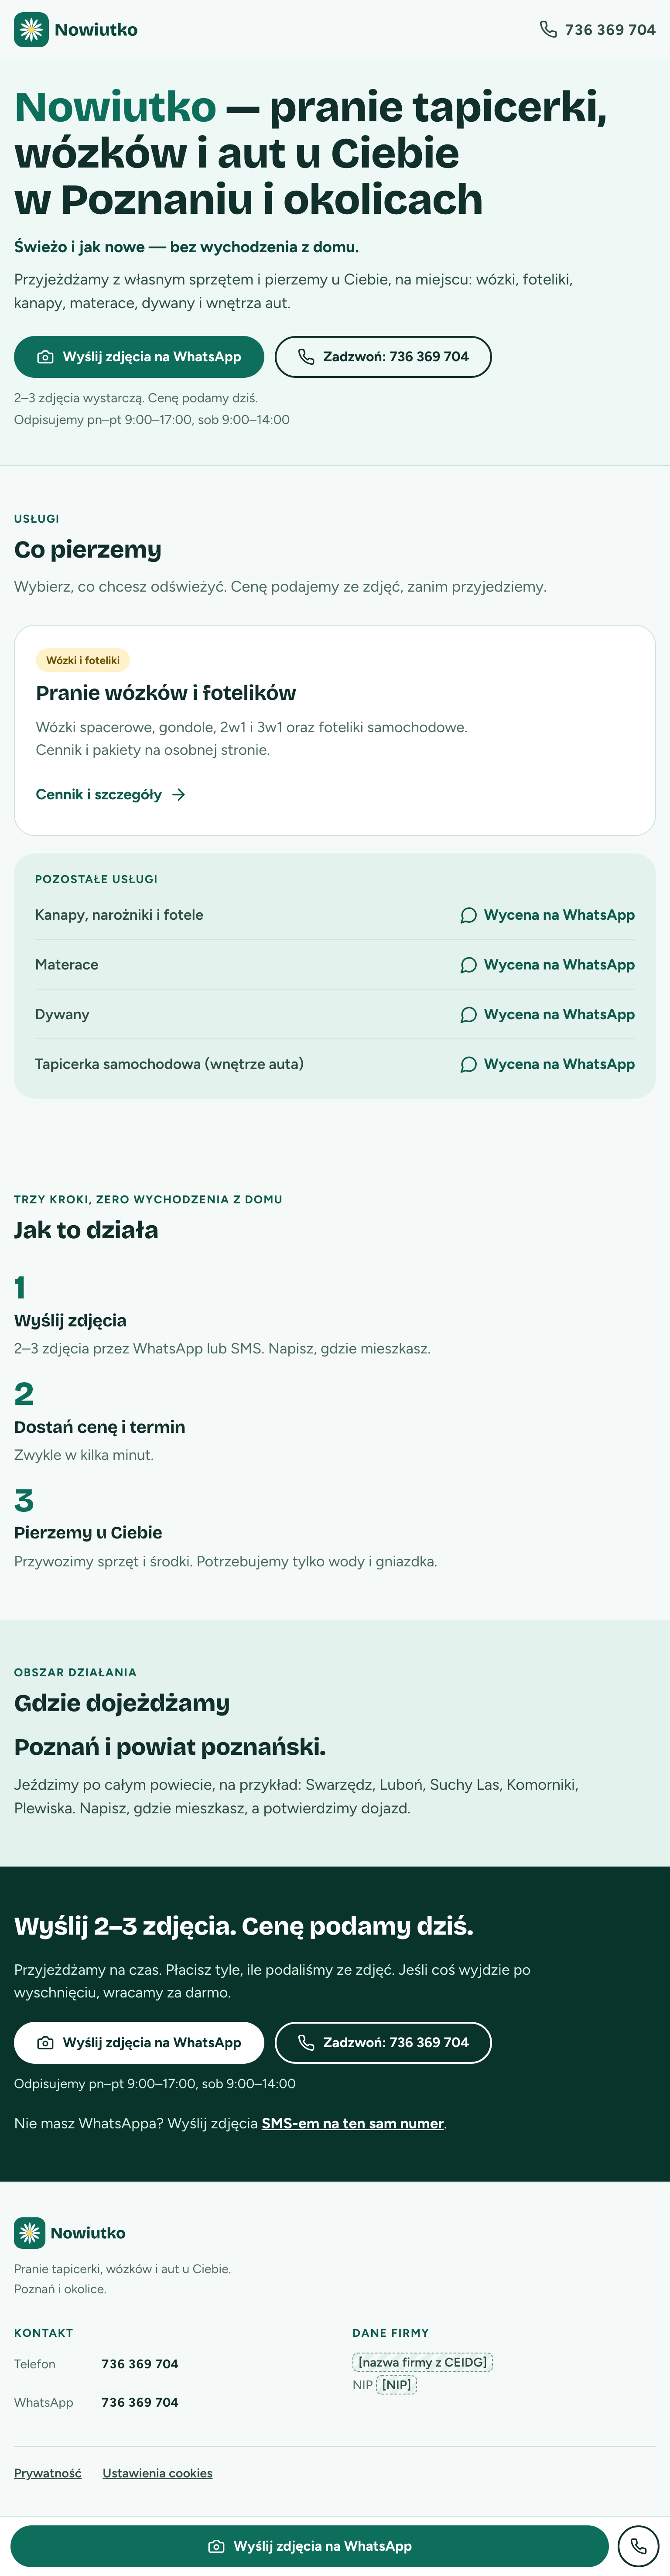 Nowiutko
736 369 704
Nowiutko — pranie tapicerki,
wózków i aut u Ciebie
w Poznaniu i okolicach
Świeżo i jak nowe — bez wychodzenia z domu.
Przyjeżdżamy z własnym sprzętem i pierzemy u Ciebie, na miejscu: wózki, foteliki,
kanapy, materace, dywany i wnętrza aut.
Wyślij zdjęcia na WhatsApp
Zadzwoń: 736 369 704
2–3 zdjęcia wystarczą. Cenę podamy dziś.
Odpisujemy pn–pt 9:00–17:00, sob 9:00–14:00
USŁUGI
Co pierzemy
Wybierz, co chcesz odświeżyć. Cenę podajemy ze zdjęć, zanim przyjedziemy.
Wózki i foteliki
Pranie wózków i fotelików
Wózki spacerowe, gondole, 2w1 i 3w1 oraz foteliki samochodowe.
Cennik i pakiety na osobnej stronie.
Cennik i szczegóły
POZOSTAŁE USŁUGI
Kanapy, narożniki i fotele
Wycena na WhatsApp
Materace
Wycena na WhatsApp
Dywany
Wycena na WhatsApp
Tapicerka samochodowa (wnętrze auta)
Wycena na WhatsApp
TRZY KROKI, ZERO WYCHODZENIA Z DOMU
Jak to działa
1
Wyślij zdjęcia
2–3 zdjęcia przez WhatsApp lub SMS. Napisz, gdzie mieszkasz.
2
Dostań cenę i termin
Zwykle w kilka minut.
3
Pierzemy u Ciebie
Przywozimy sprzęt i środki. Potrzebujemy tylko wody i gniazdka.
OBSZAR DZIAŁANIA
Gdzie dojeżdżamy
Poznań i powiat poznański.
Jeździmy po całym powiecie, na przykład: Swarzędz, Luboń, Suchy Las, Komorniki,
Plewiska. Napisz, gdzie mieszkasz, a potwierdzimy dojazd.
Wyślij 2–3 zdjęcia. Cenę podamy dziś.
Przyjeżdżamy na czas. Płacisz tyle, ile podaliśmy ze zdjęć. Jeśli coś wyjdzie po
wyschnięciu, wracamy za darmo.
Wyślij zdjęcia na WhatsApp
Zadzwoń: 736 369 704
Odpisujemy pn–pt 9:00–17:00, sob 9:00–14:00
Nie masz WhatsAppa? Wyślij zdjęcia SMS-em na ten sam numer.
Nowiutko
Pranie tapicerki, wózków i aut u Ciebie.
Poznań i okolice.
KONTAKT
Telefon 736 369 704
WhatsApp 736 369 704
DANE FIRMY
[nazwa firmy z CEIDG]
NIP [NIP]
Prywatność
Ustawienia cookies
Wyślij zdjęcia na WhatsApp